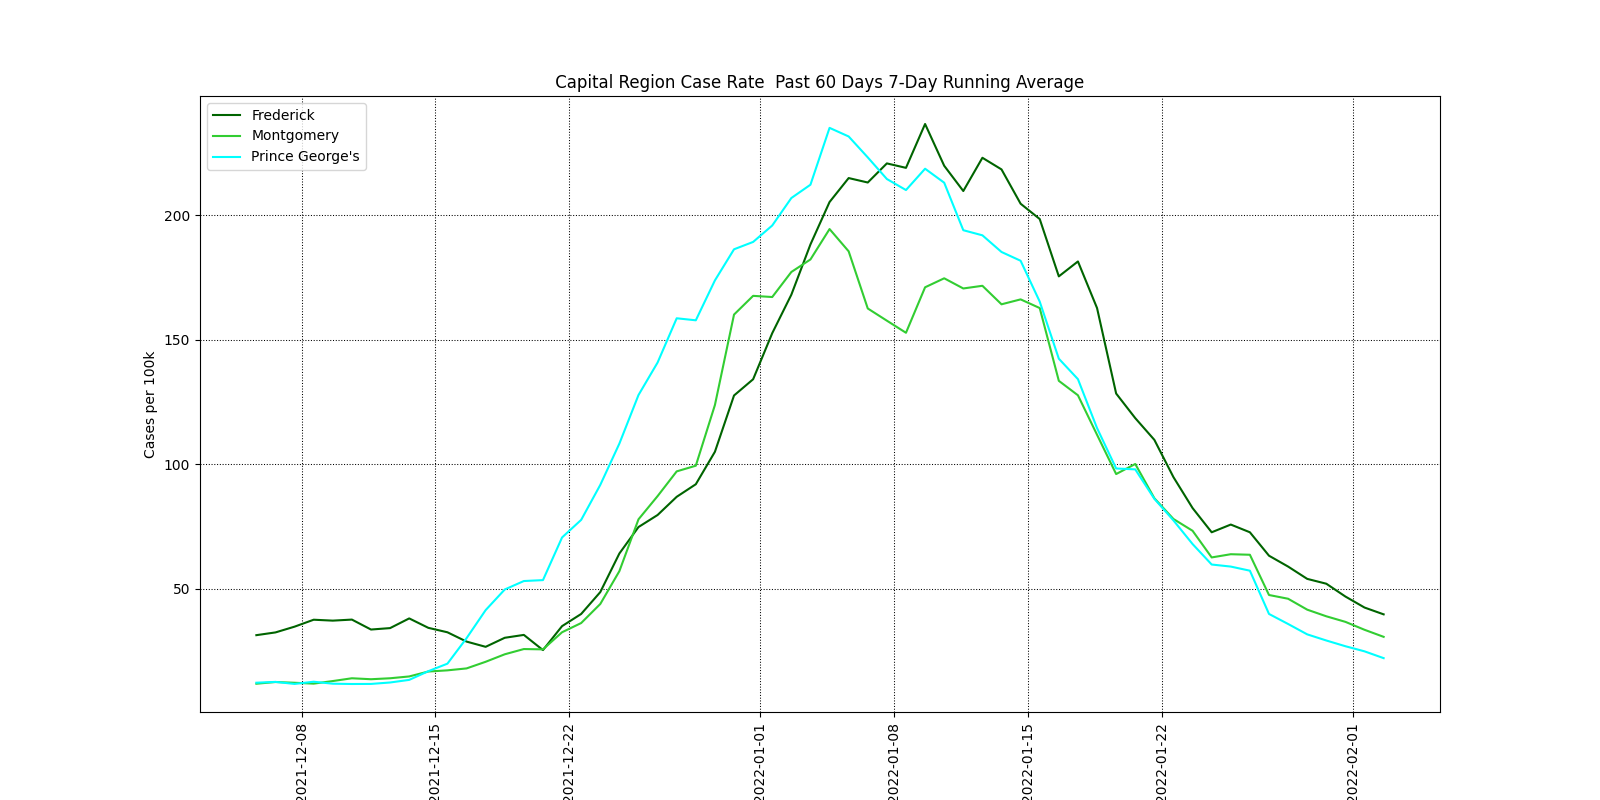 Capital Region Case Rate  Past 60 Days 7-Day Running Average
Frederick
Montgomery
Prince George's
Cases per 100k
200
150
100
50
2021-12-08
2021-12-15
2021-12-22
2022-01-01
2022-01-08
2022-01-15
2022-01-22
2022-02-01